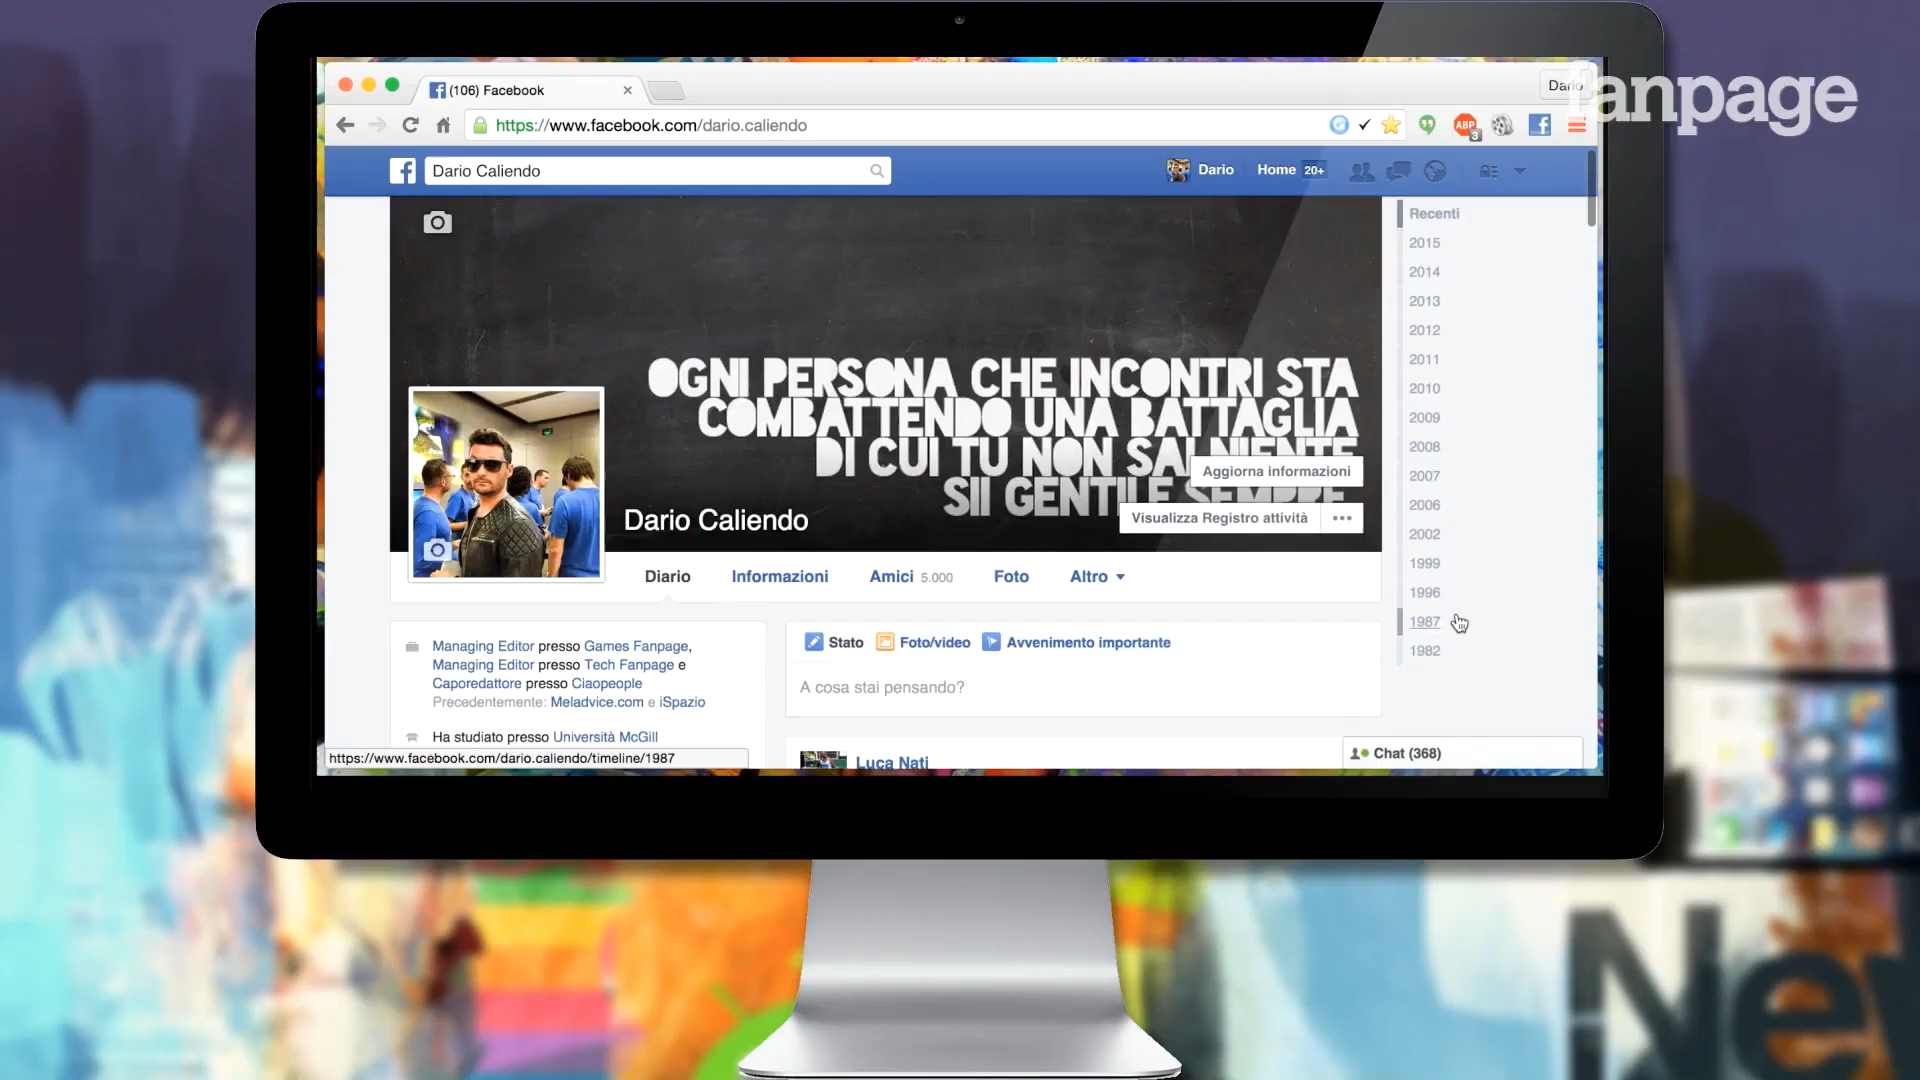 fanpage
(106) Facebook
Dario
https://www.facebook.com/dario.caliendo
ABP
3
Dario Caliendo
Dario
Home 20+
OGNI PERSONA CHE INCONTRI STA
COMBATTENDO UNA BATTAGLIA
DI CUI TU NON SAI NIENTE
SII GENTILE SEMPRE
Aggiorna informazioni
Dario Caliendo
Visualizza Registro attività
Diario
Informazioni
Amici 5.000
Foto
Altro
Recenti
2015
2014
2013
2012
2011
2010
2009
2008
2007
2006
2002
1999
1996
1987
1982
Managing Editor presso Games Fanpage,
Managing Editor presso Tech Fanpage e
Caporedattore presso Ciaopeople
Precedentemente: Meladvice.com e iSpazio
Ha studiato presso Università McGill
Stato
Foto/video
Avvenimento importante
A cosa stai pensando?
Luca Nati
Chat (368)
https://www.facebook.com/dario.caliendo/timeline/1987
Ne